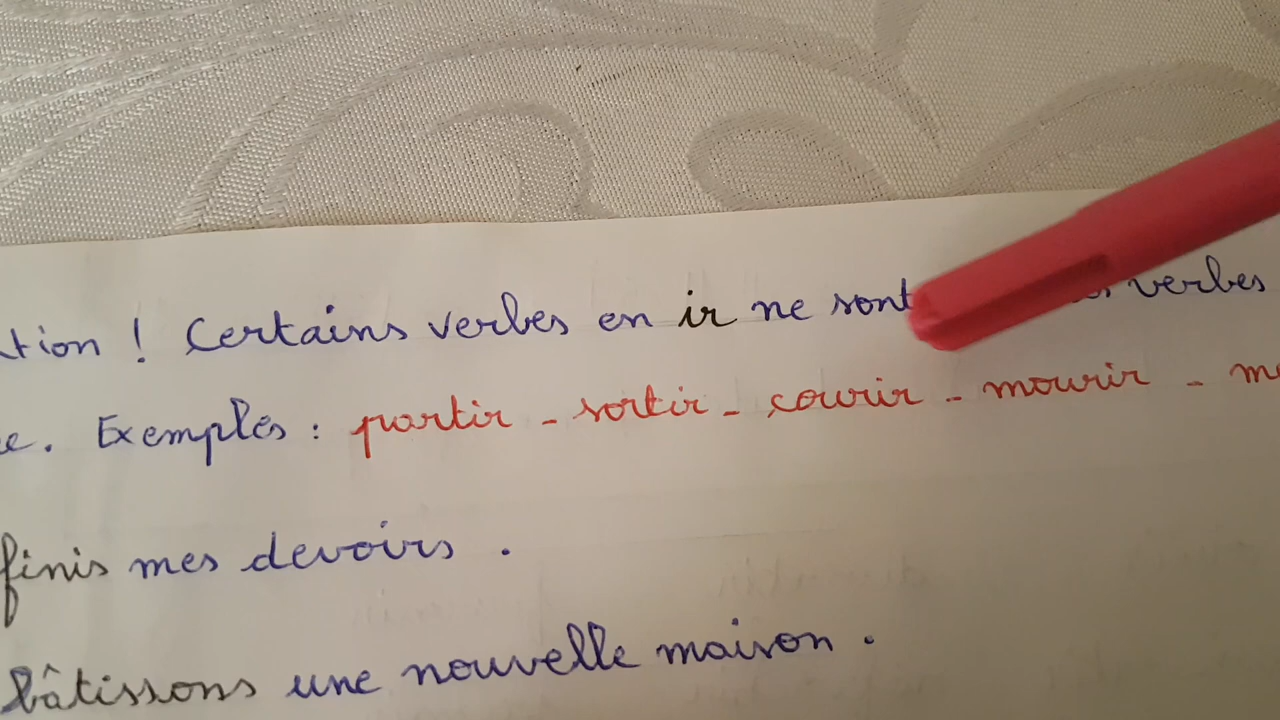 tion ! Certains verbes en ir ne sont verbes
e. Exemples : partir - sortir - courir - mourir - m
finis mes devoirs .
bâtissons une nouvelle maison .